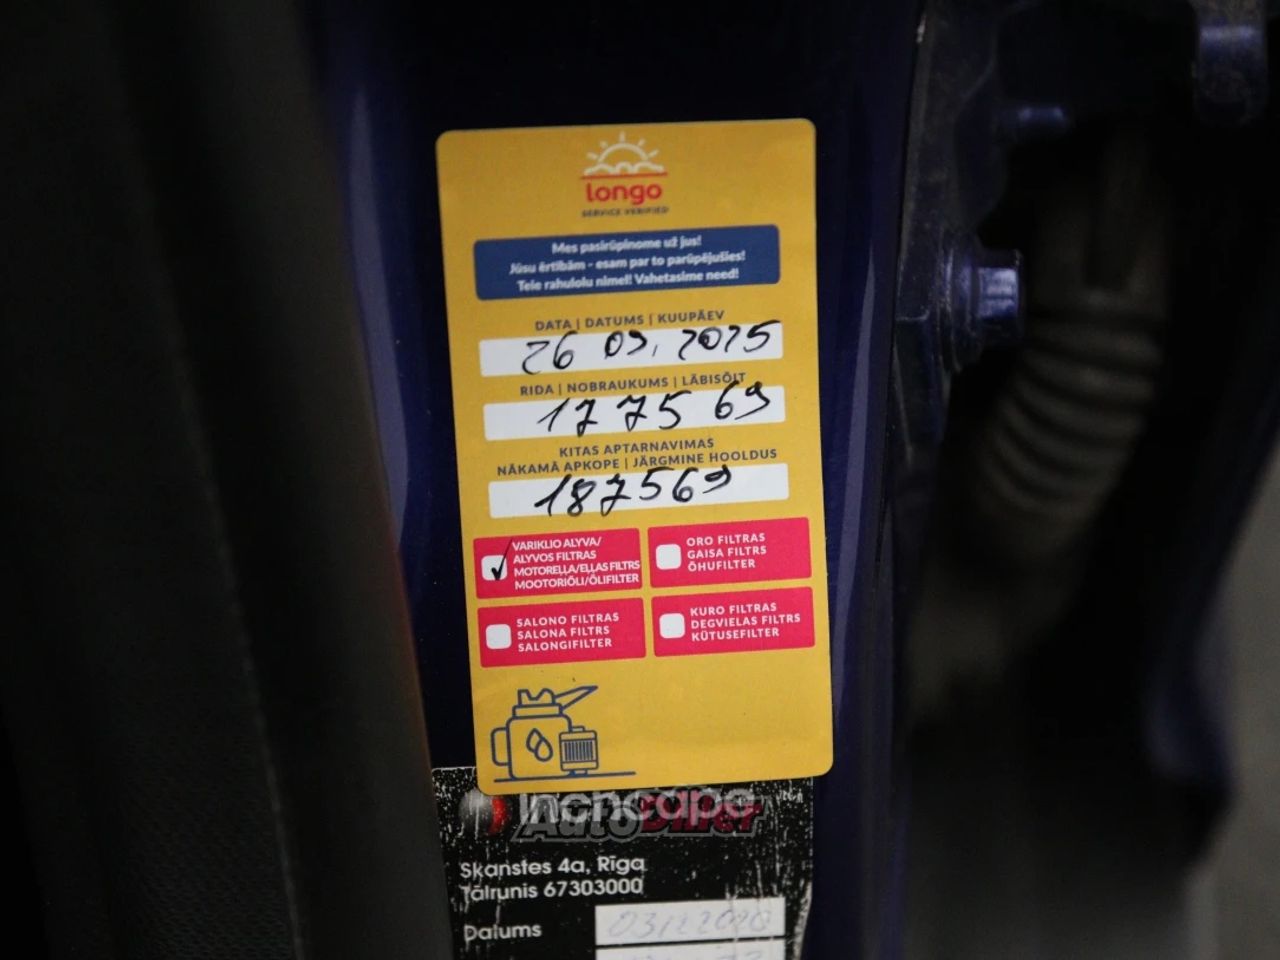 longo
SERVICE VERIFIED
Mes pasirūpinome už jus!
Jūsu ērtībām - esam par to parūpējušies!
Teie rahulolu nimel! Vahetasime need!
DATA | DATUMS | KUUPÄEV
26 09. 2025
RIDA | NOBRAUKUMS | LÄBISÕIT
177569
KITAS APTARNAVIMAS
NĀKAMĀ APKOPE | JÄRGMINE HOOLDUS
187569
VARIKLIO ALYVA/
ALYVOS FILTRAS
MOTOREĻĻA/EĻĻAS FILTRS
MOOTORIÕLI/ÕLIFILTER
ORO FILTRAS
GAISA FILTRS
ÕHUFILTER
SALONO FILTRAS
SALONA FILTRS
SALONGIFILTER
KURO FILTRAS
DEGVIELAS FILTRS
KÜTUSEFILTER
Inchcape
AutoDiler
Skanstes 4a, Rīga
Tālrunis 67303000
Datums